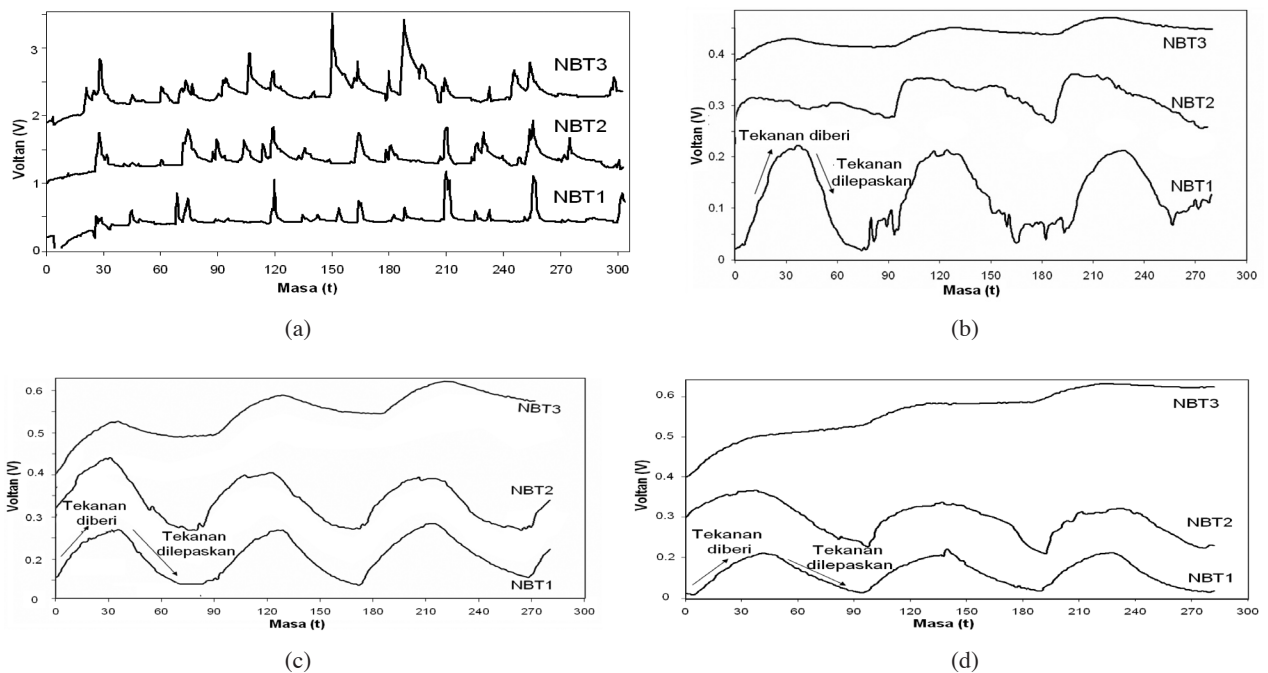 Voltan (V)
3
2
1
0
NBT3
NBT2
NBT1
0 30 60 90 120 150 180 210 240 270 300
Masa (t)
(a)
Voltan (V)
0.4
0.3
0.2
0.1
0
NBT3
NBT2
NBT1
Tekanan diberi
Tekanan
dilepaskan
0 30 60 90 120 150 180 210 240 270 300
Masa (t)
(b)
Voltan (V)
0.6
0.5
0.4
0.3
0.2
0
NBT3
NBT2
NBT1
Tekanan
diberi
Tekanan
dilepaskan
0 30 60 90 120 150 180 210 240 270 300
Masa (t)
(c)
Voltan (V)
0.6
0.5
0.4
0.3
0.2
0
NBT3
NBT2
NBT1
Tekanan
diberi
Tekanan
dilepaskan
0 30 60 90 120 150 180 210 240 270 300
Masa (t)
(d)